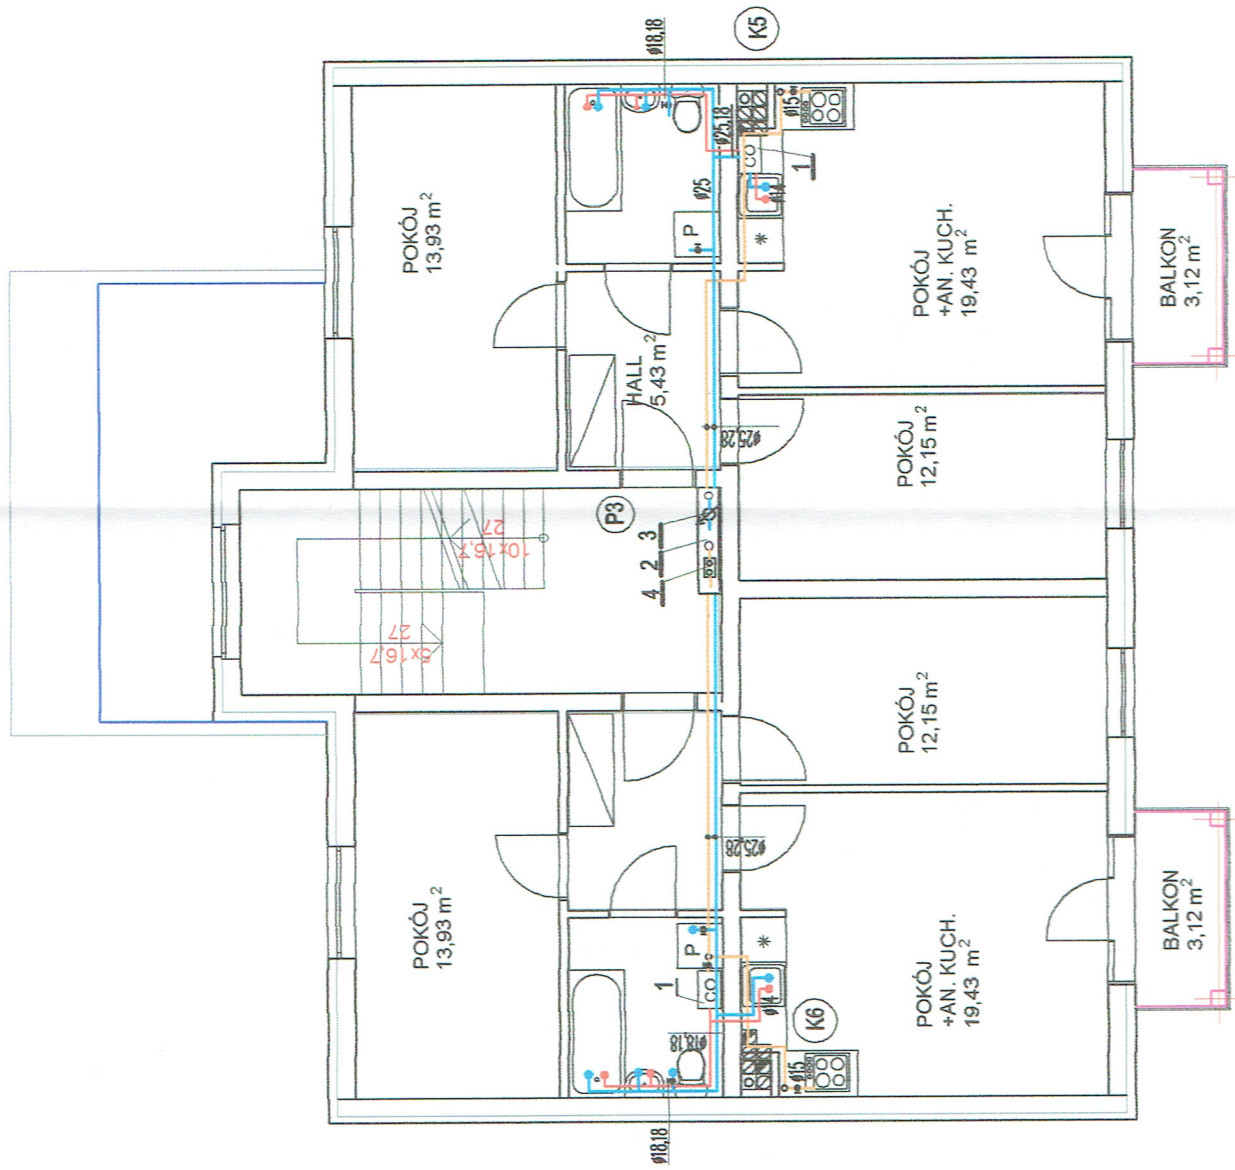 K5
ø18,18
POKÓJ
13,93 m²
P
ø25
ø25,18
ø15
CO
1
ø14
*
POKÓJ
+AN. KUCH.
19,43 m²
BALKON
3,12 m²
HALL
5,43 m²
ø25,28
POKÓJ
12,15 m²
P3
4 2 3
10x16,7
27
5x16,7
27
POKÓJ
12,15 m²
ø25,28
POKÓJ
13,93 m²
P
CO
1
*
ø14
ø18,18
K6
ø15
POKÓJ
+AN. KUCH.
19,43 m²
BALKON
3,12 m²
ø18,18